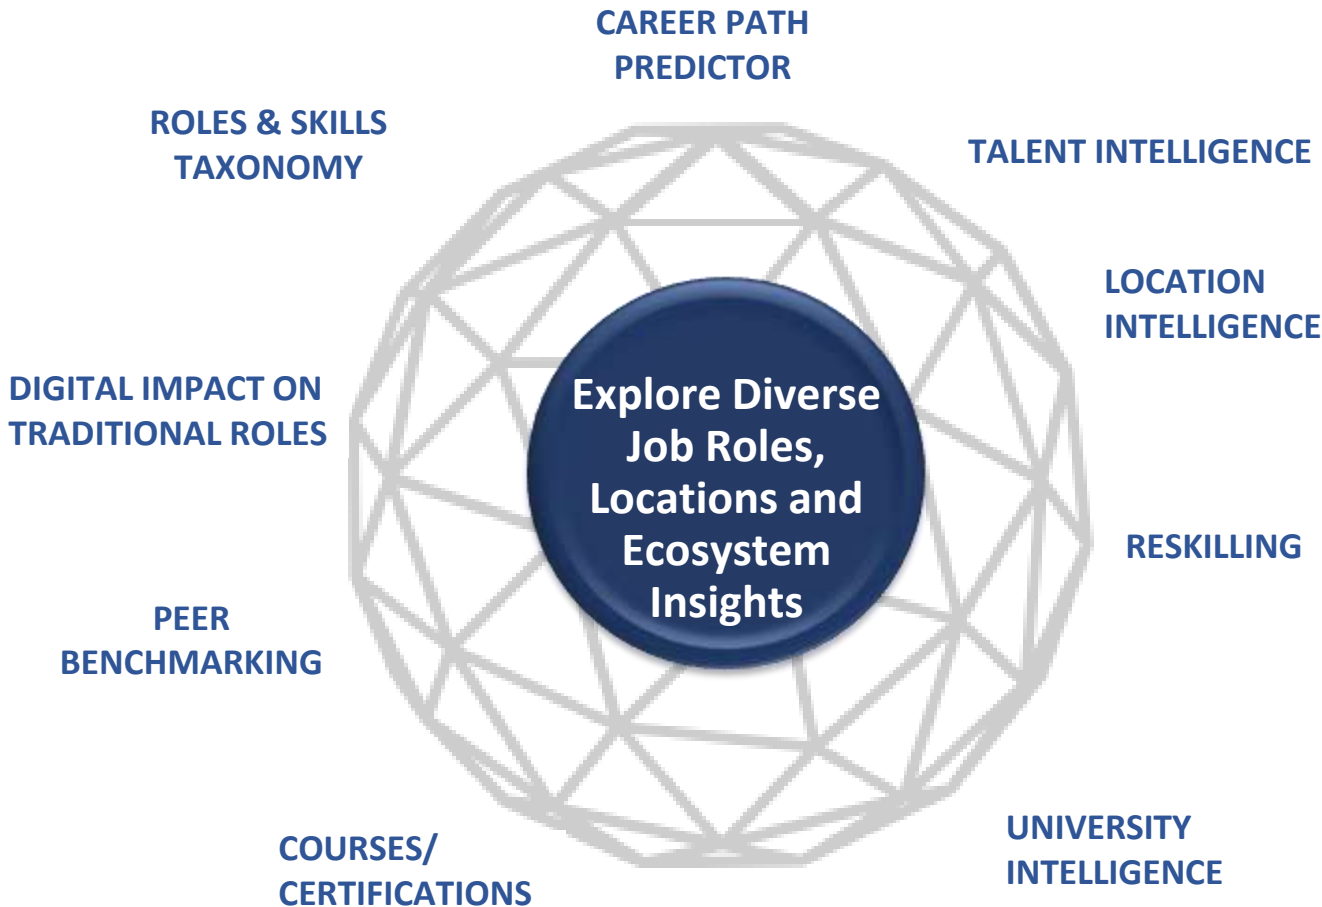 CAREER PATH
PREDICTOR
ROLES & SKILLS
TAXONOMY
TALENT INTELLIGENCE
LOCATION
INTELLIGENCE
DIGITAL IMPACT ON
TRADITIONAL ROLES
Explore Diverse
Job Roles,
Locations and
Ecosystem
Insights
RESKILLING
PEER
BENCHMARKING
UNIVERSITY
INTELLIGENCE
COURSES/
CERTIFICATIONS